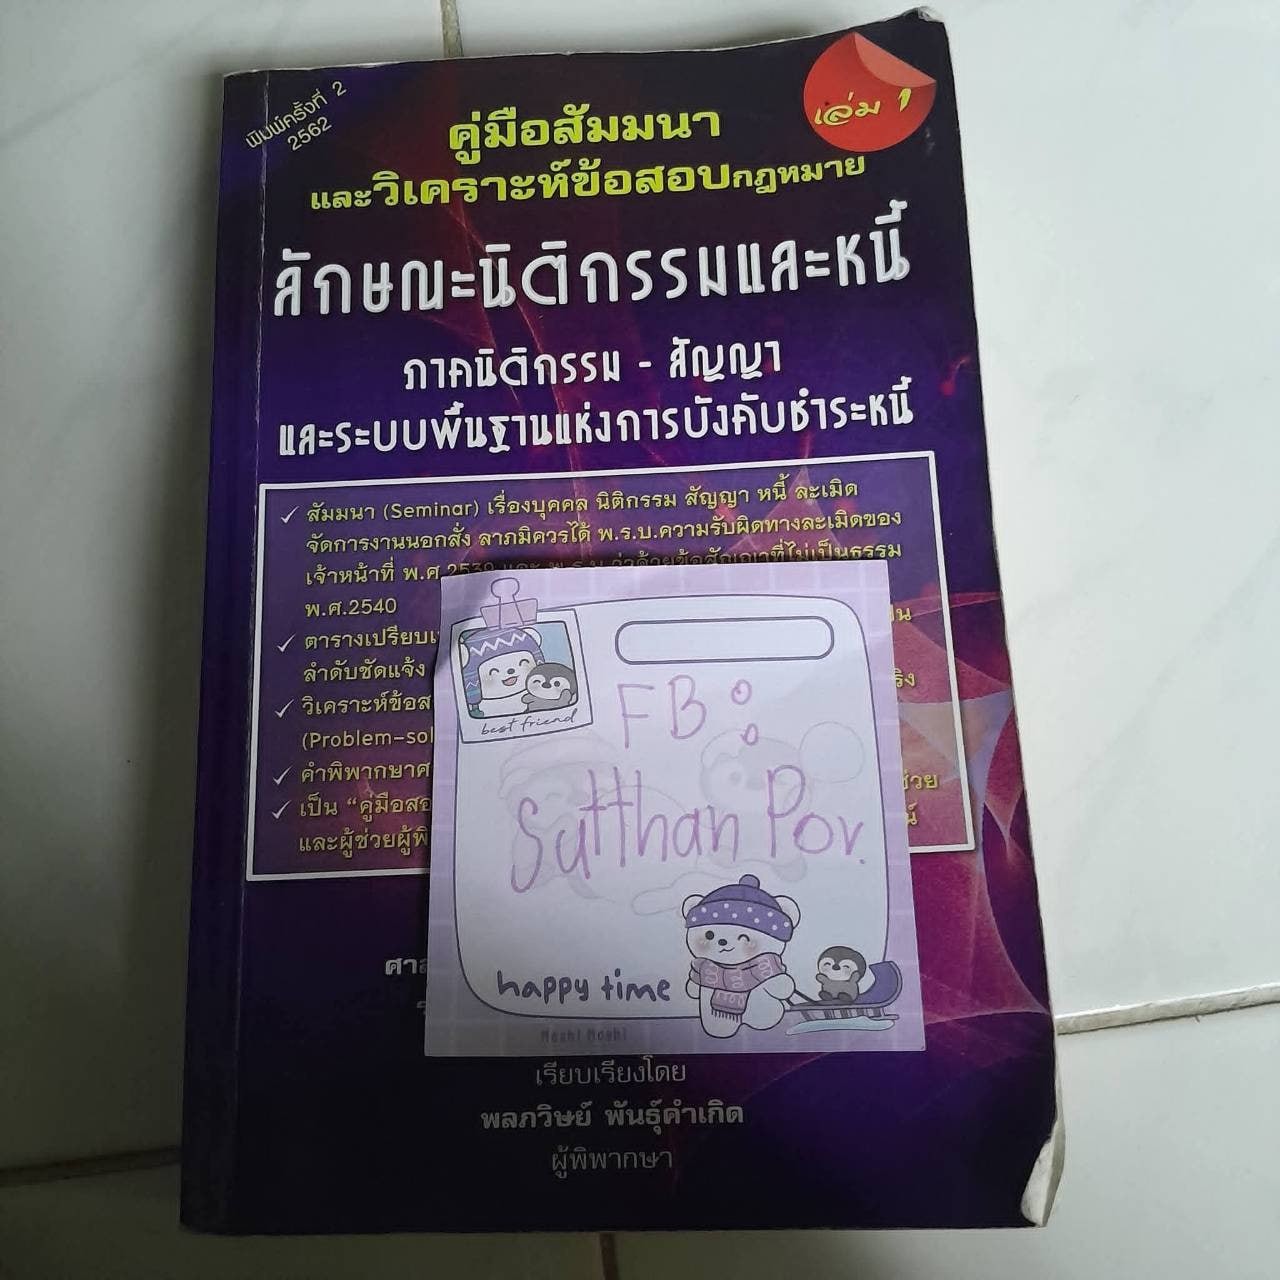 พิมพ์ครั้งที่ 2
2562
เล่ม 1
คู่มือสัมมนา
และวิเคราะห์ข้อสอบกฎหมาย
ลักษณะนิติกรรมและหนี้
ภาคนิติกรรม - สัญญา
และระบบพื้นฐานแห่งการบังคับชำระหนี้
✓ สัมมนา (Seminar) เรื่องบุคคล นิติกรรม สัญญา หนี้ ละเมิด
จัดการงานนอกสั่ง ลาภมิควรได้ พ.ร.บ.ความรับผิดทางละเมิดของ
เจ้าหน้าที่ พ.ศ.2539 และ พ.ร.บ.ว่าด้วยข้อสัญญาที่ไม่เป็นธรรม
พ.ศ.2540
✓ ตารางเปรียบเ
ลำดับชัดแจ้ง
✓ วิเคราะห์ข้อส
(Problem-sol
✓ คำพิพากษาศ
✓ เป็น "คู่มือสอ
และผู้ช่วยผู้พิ
best friend
FB:
Sutthan Por.
happy time
Moshi Moshi
ศาส
เรียบเรียงโดย
พลภวิษย์ พันธุ์คำเกิด
ผู้พิพากษา